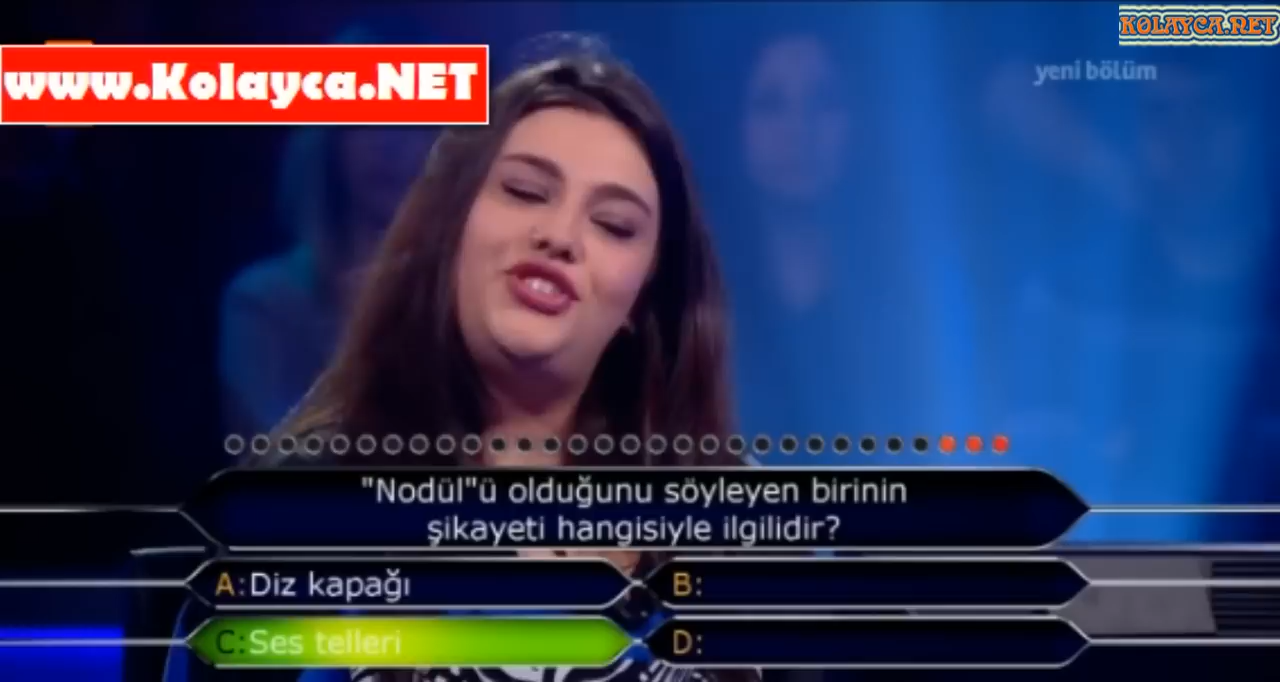 KOLAYCA.NET
www.Kolayca.NET
yeni bölüm
"Nodül"ü olduğunu söyleyen birinin
şikayeti hangisiyle ilgilidir?
A: Diz kapağı
B:
C: Ses telleri
D: